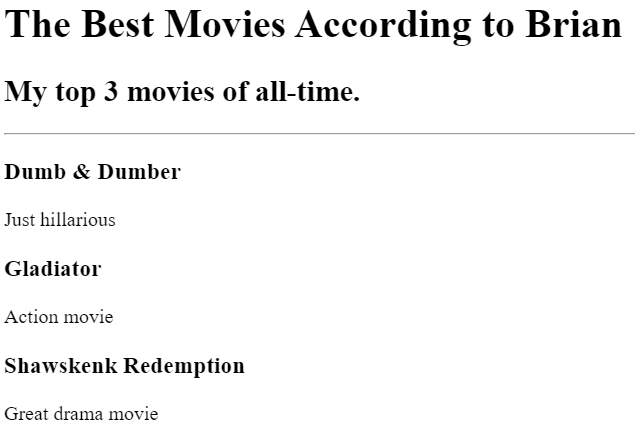 The Best Movies According to Brian
My top 3 movies of all-time.
Dumb & Dumber
Just hillarious
Gladiator
Action movie
Shawskenk Redemption
Great drama movie